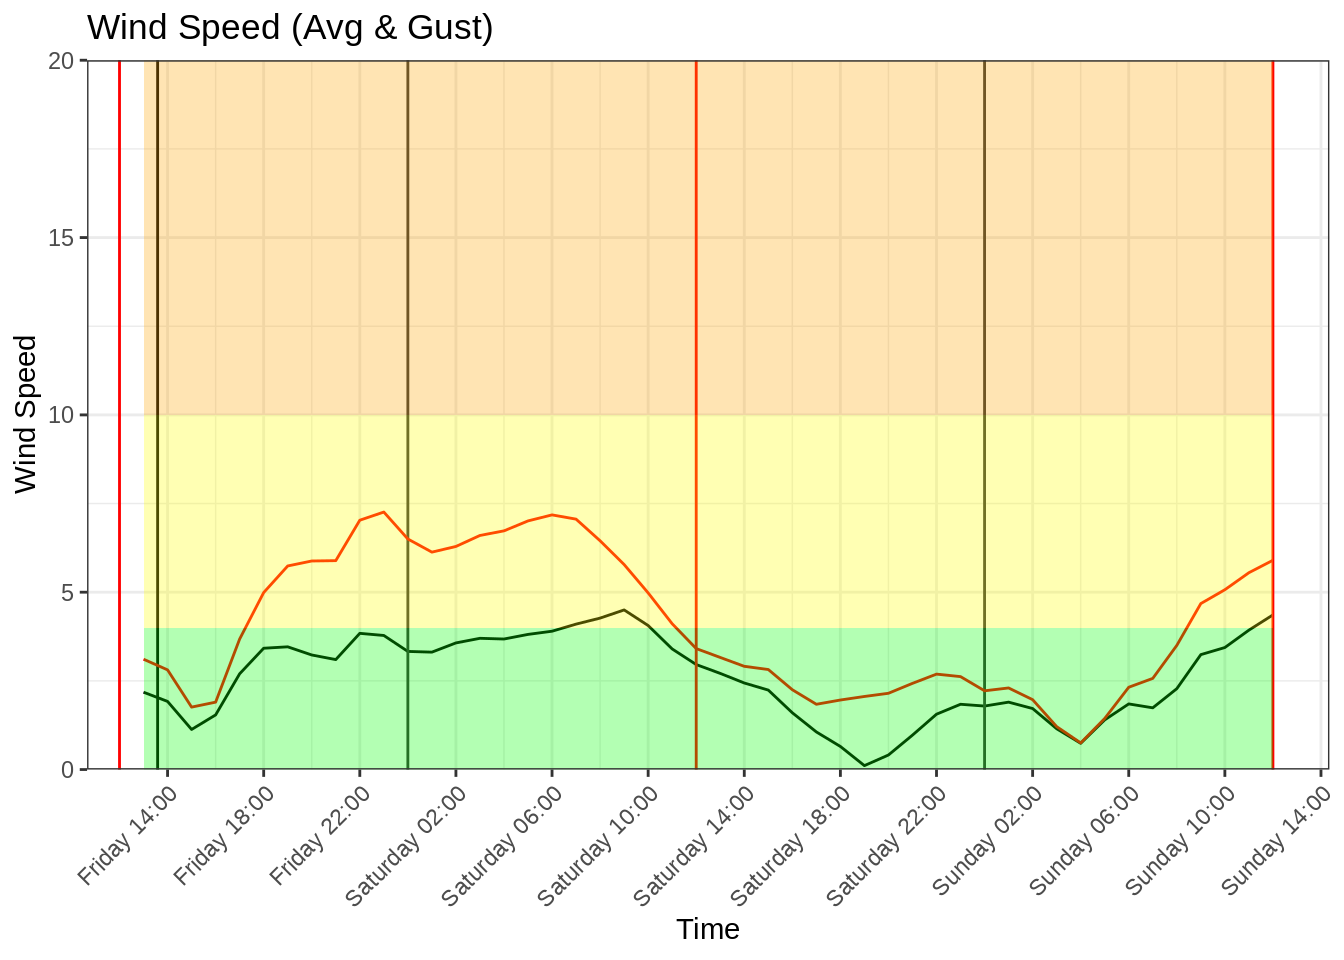 Wind Speed (Avg & Gust)
20
15
10
5
0
Wind Speed
Friday 14:00
Friday 18:00
Friday 22:00
Saturday 02:00
Saturday 06:00
Saturday 10:00
Saturday 14:00
Saturday 18:00
Saturday 22:00
Sunday 02:00
Sunday 06:00
Sunday 10:00
Sunday 14:00
Time